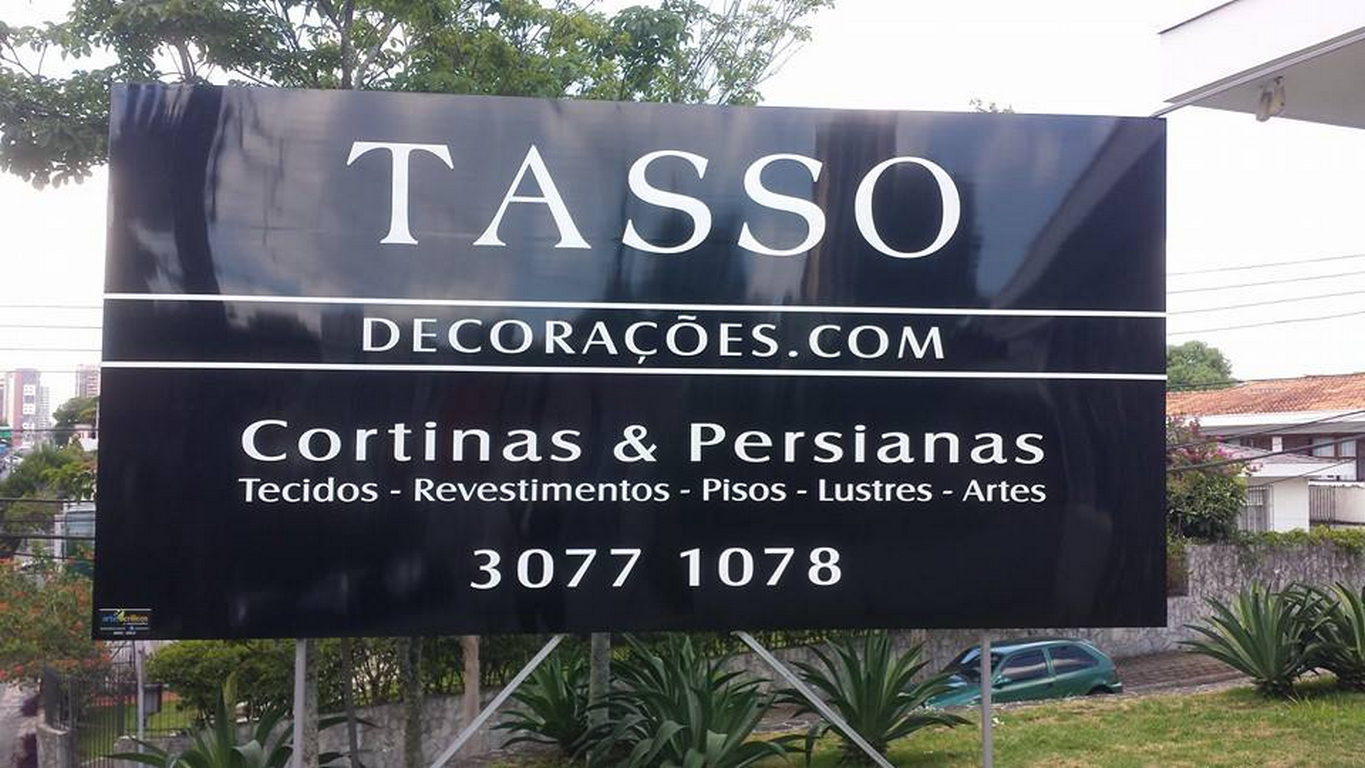 TASSO
DECORAÇÕES.COM
Cortinas & Persianas
Tecidos - Revestimentos - Pisos - Lustres - Artes
3077 1078